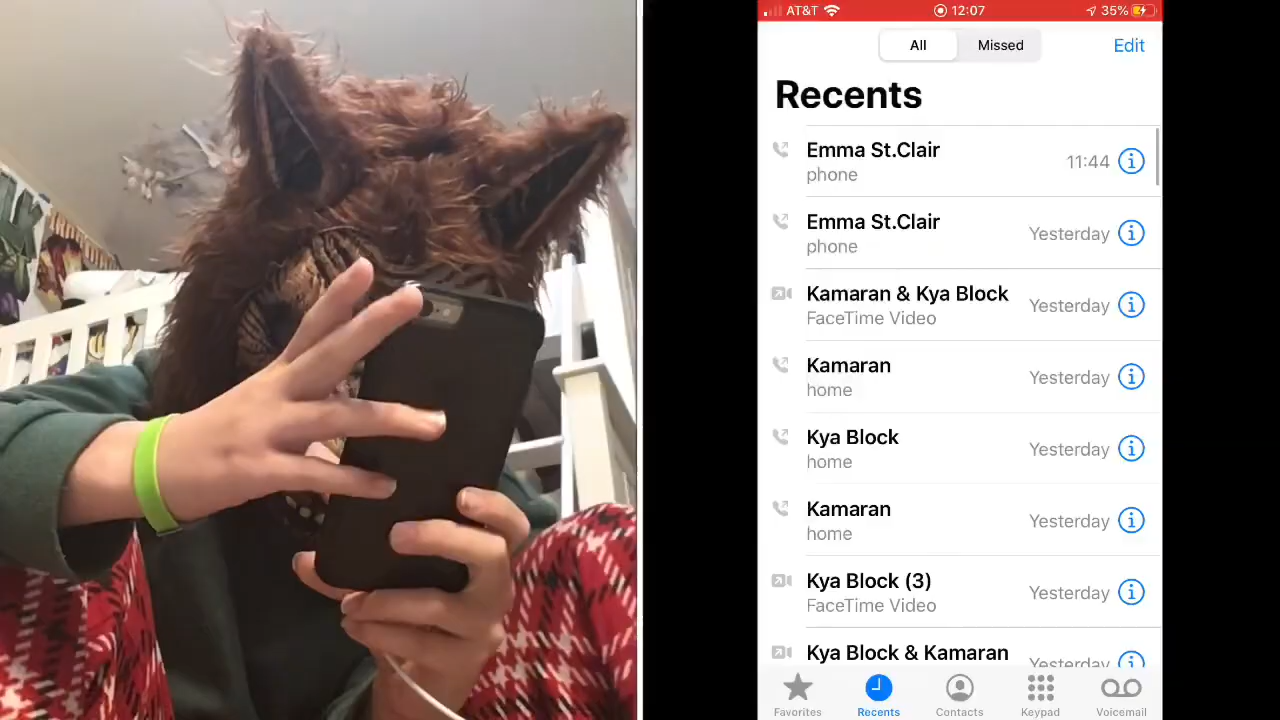 AT&T 12:07 35%
All Missed Edit
Recents
Emma St.Clair
phone
11:44
Emma St.Clair
phone
Yesterday
Kamaran & Kya Block
FaceTime Video
Yesterday
Kamaran
home
Yesterday
Kya Block
home
Yesterday
Kamaran
home
Yesterday
Kya Block (3)
FaceTime Video
Yesterday
Kya Block & Kamaran
Yesterday
Favorites Recents Contacts Keypad Voicemail